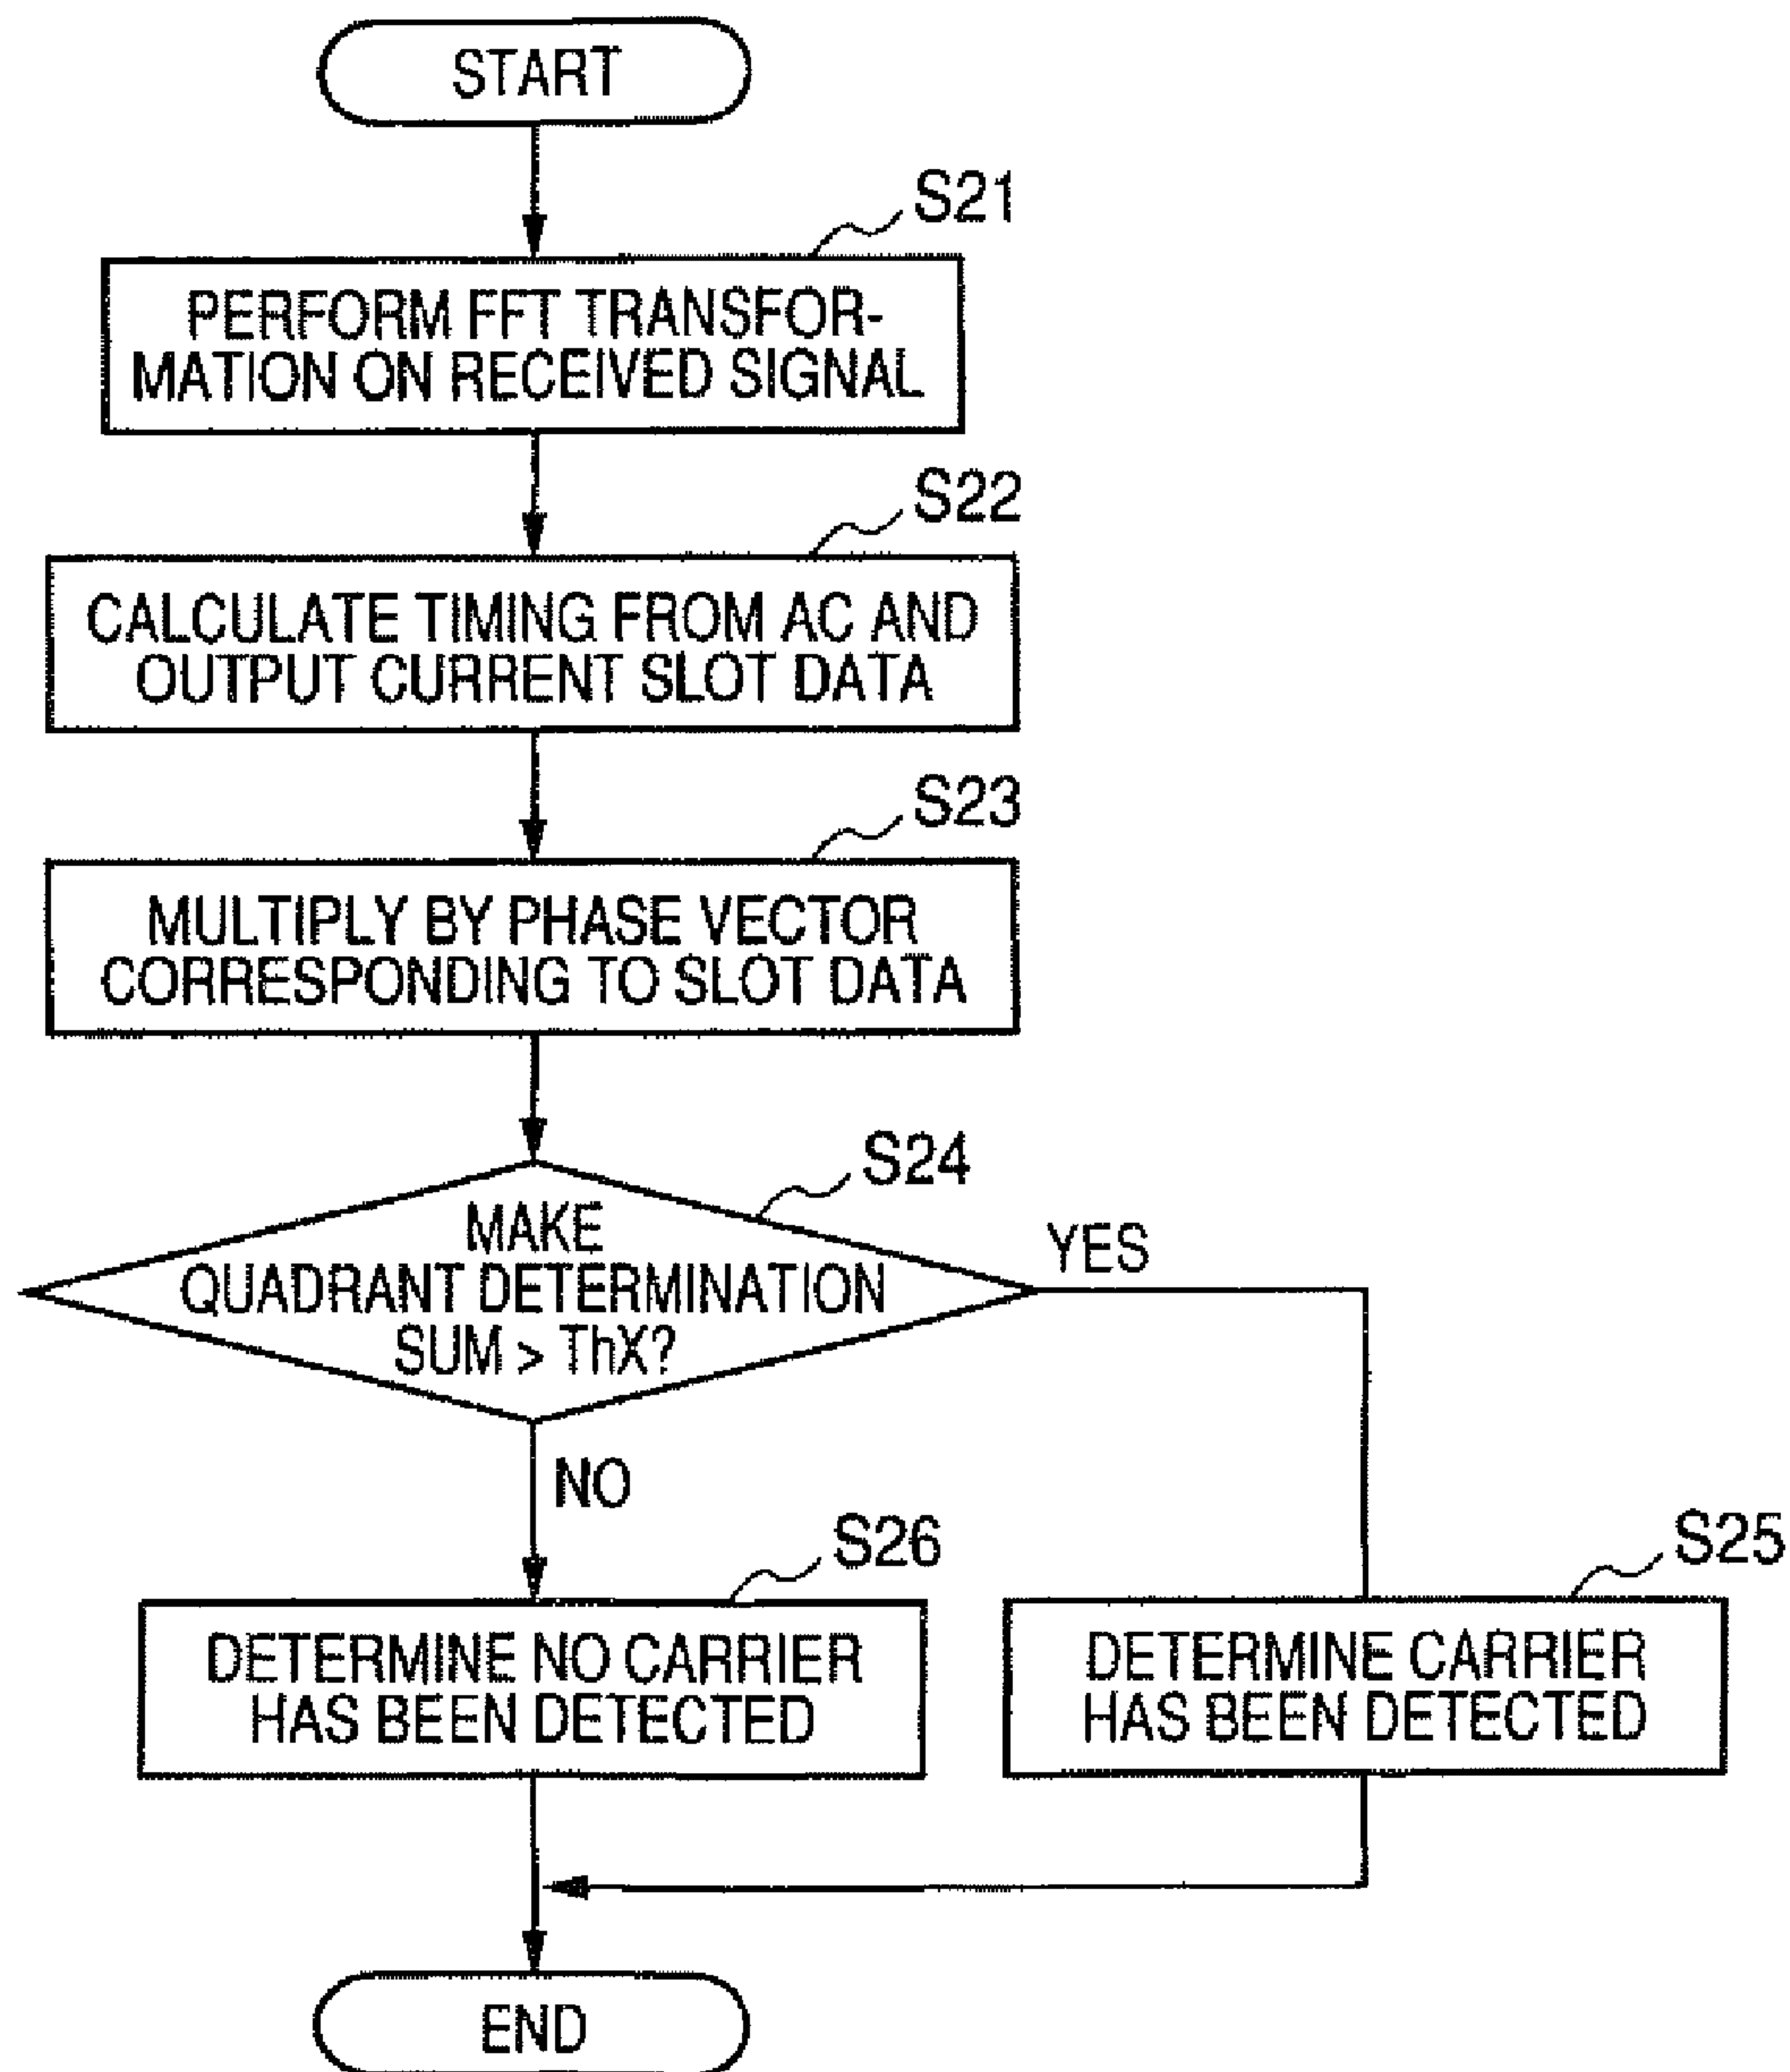 START
S21
PERFORM FFT TRANSFOR-
MATION ON RECEIVED SIGNAL
S22
CALCULATE TIMING FROM AC AND
OUTPUT CURRENT SLOT DATA
S23
MULTIPLY BY PHASE VECTOR
CORRESPONDING TO SLOT DATA
S24
MAKE
QUADRANT DETERMINATION
SUM > ThX?
YES
NO
S26
DETERMINE NO CARRIER
HAS BEEN DETECTED
S25
DETERMINE CARRIER
HAS BEEN DETECTED
END